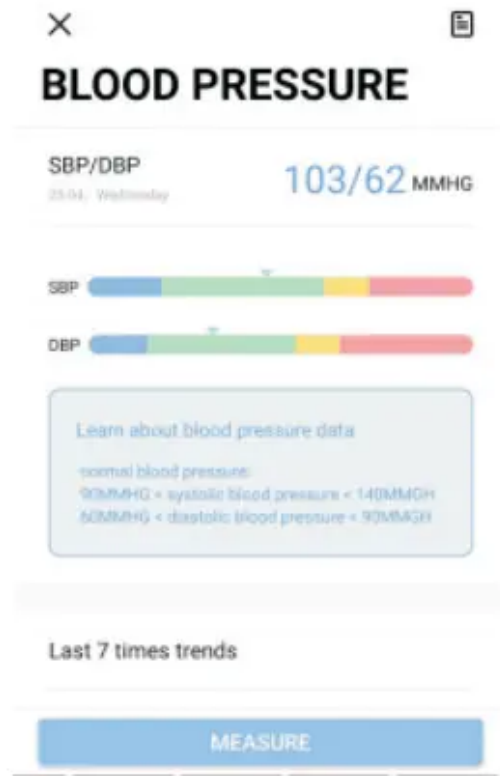 BLOOD PRESSURE
SBP/DBP
103/62 MMHG
Wednesday
SBP
DBP
Learn about blood pressure data
normal blood pressure:
90MMHG < systolic blood pressure < 140MMGH
60MMHG < diastolic blood pressure < 90MMGH
Last 7 times trends
MEASURE